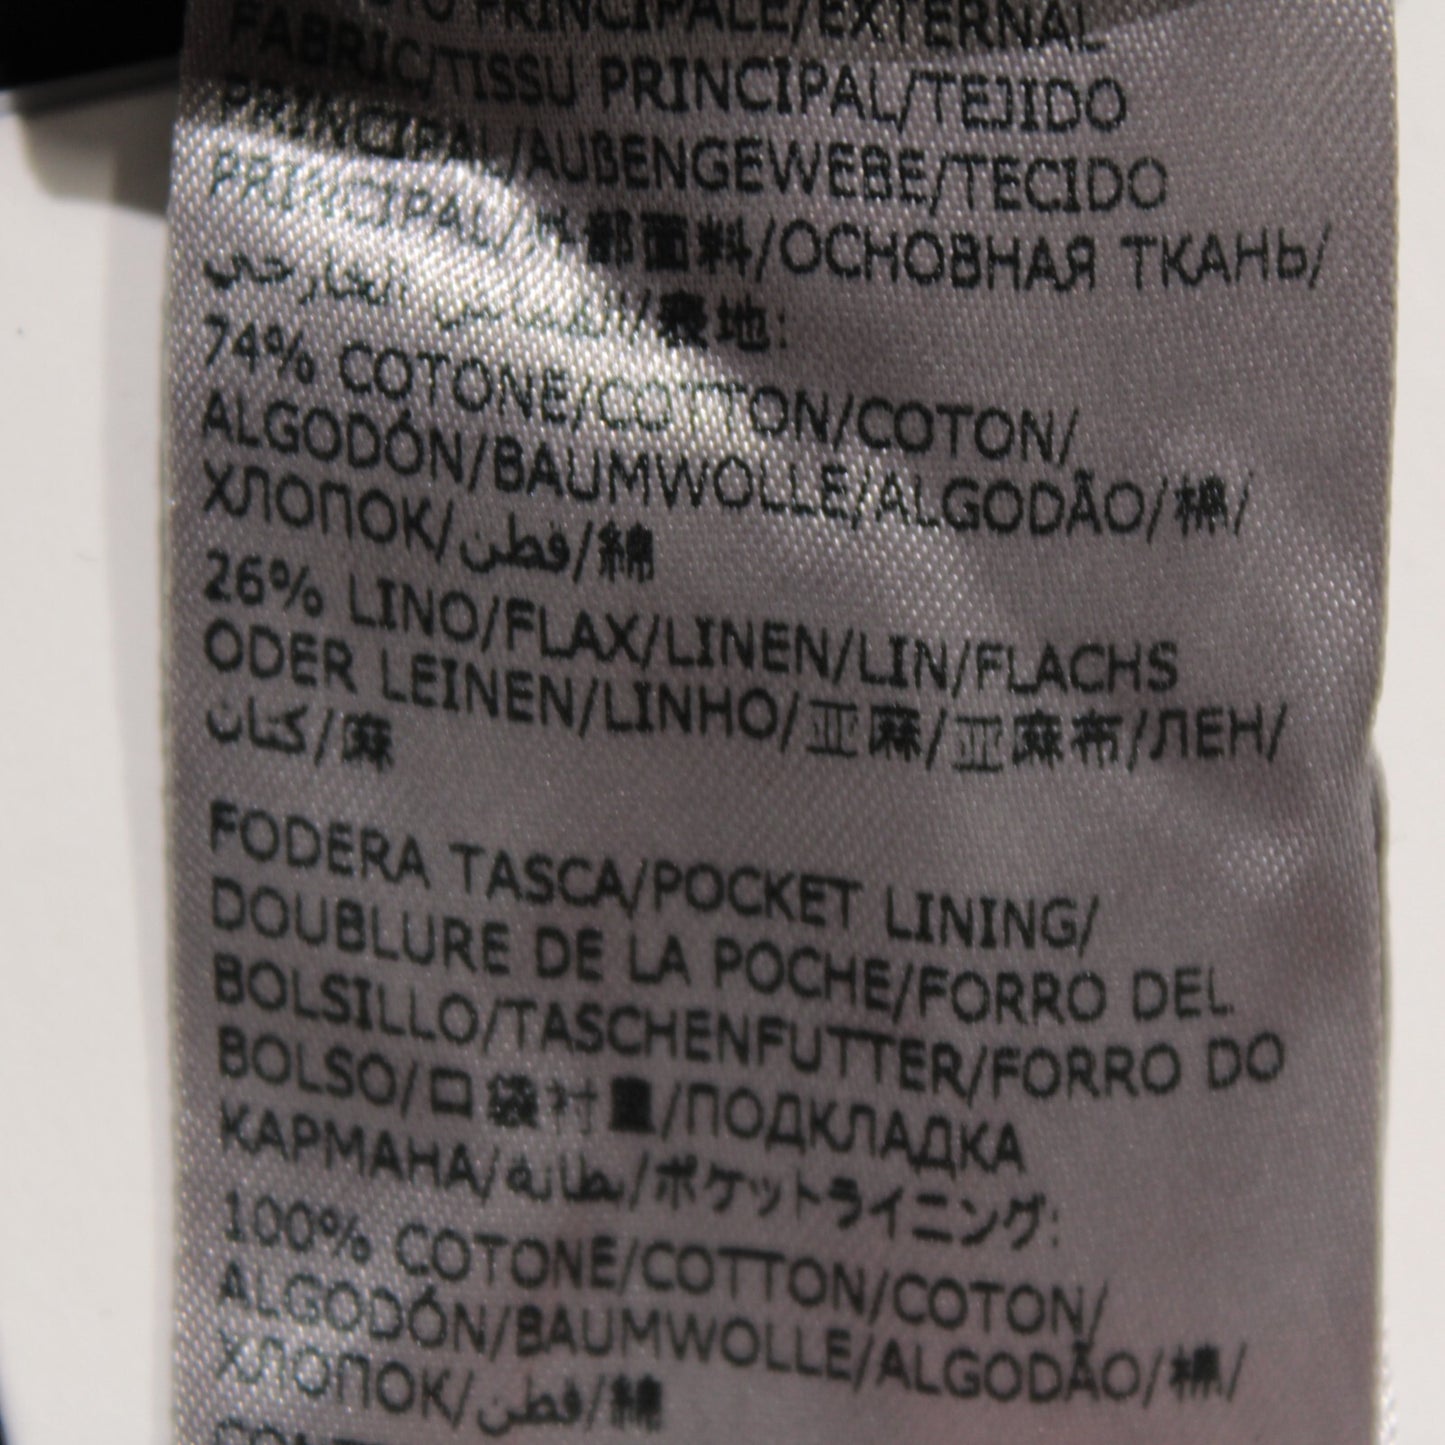 PRINCIPALE/EXTERNAL
FABRIC/TISSU PRINCIPAL/TEJIDO
PRINCIPAL/AUßENGEWEBE/TECIDO
PRINCIPAL/外部面料/ОСНОВНАЯ ТКАНЬ/
القماش الخارجي/表地:
74% COTONE/COTTON/COTON/
ALGODÓN/BAUMWOLLE/ALGODÃO/棉/
ХЛОПОК/قطن/綿
26% LINO/FLAX/LINEN/LIN/FLACHS
ODER LEINEN/LINHO/亚麻/亚麻布/ЛЕН/
كتان/麻
FODERA TASCA/POCKET LINING/
DOUBLURE DE LA POCHE/FORRO DEL
BOLSILLO/TASCHENFUTTER/FORRO DO
BOLSO/口袋衬里/ПОДКЛАДКА
КАРМАНА/بطانة/ポケットライニング:
100% COTONE/COTTON/COTON/
ALGODÓN/BAUMWOLLE/ALGODÃO/棉/
ХЛОПОК/قطن/綿